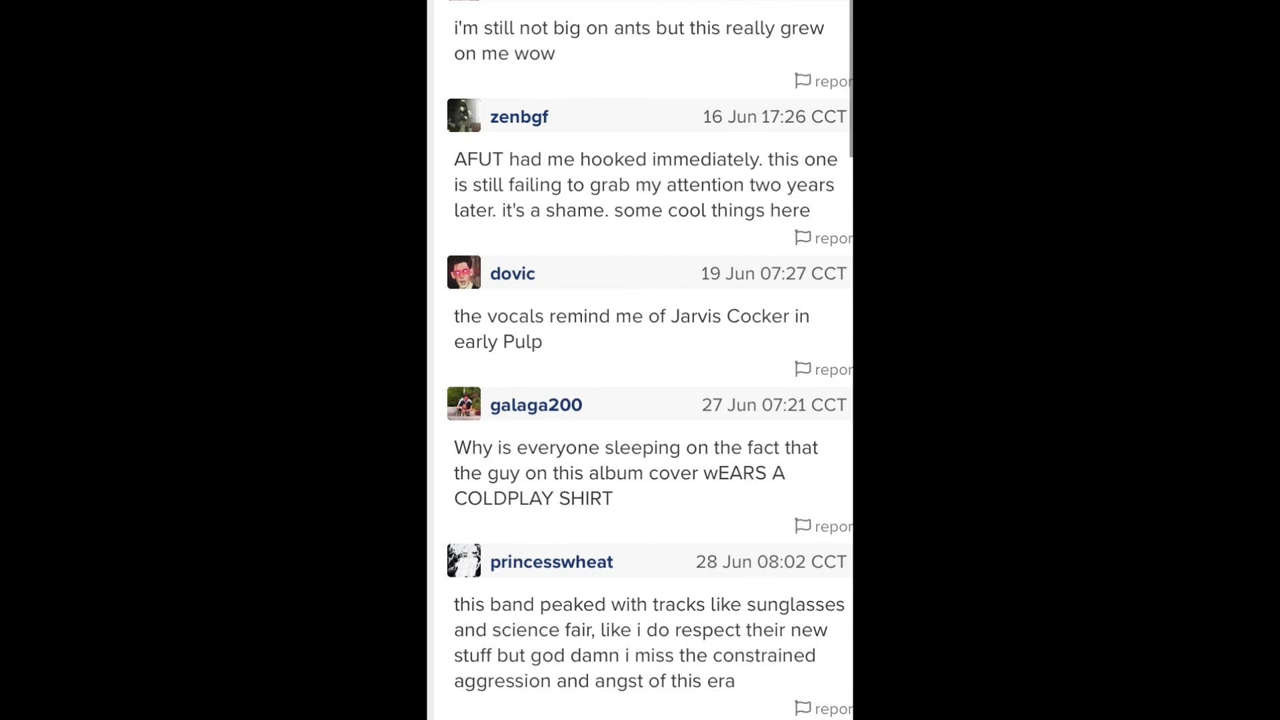 i'm still not big on ants but this really grew
on me wow
repor
zenbgf 16 Jun 17:26 CCT
AFUT had me hooked immediately. this one
is still failing to grab my attention two years
later. it's a shame. some cool things here
repor
dovic 19 Jun 07:27 CCT
the vocals remind me of Jarvis Cocker in
early Pulp
repor
galaga200 27 Jun 07:21 CCT
Why is everyone sleeping on the fact that
the guy on this album cover wEARS A
COLDPLAY SHIRT
repor
princesswheat 28 Jun 08:02 CCT
this band peaked with tracks like sunglasses
and science fair, like i do respect their new
stuff but god damn i miss the constrained
aggression and angst of this era
repor